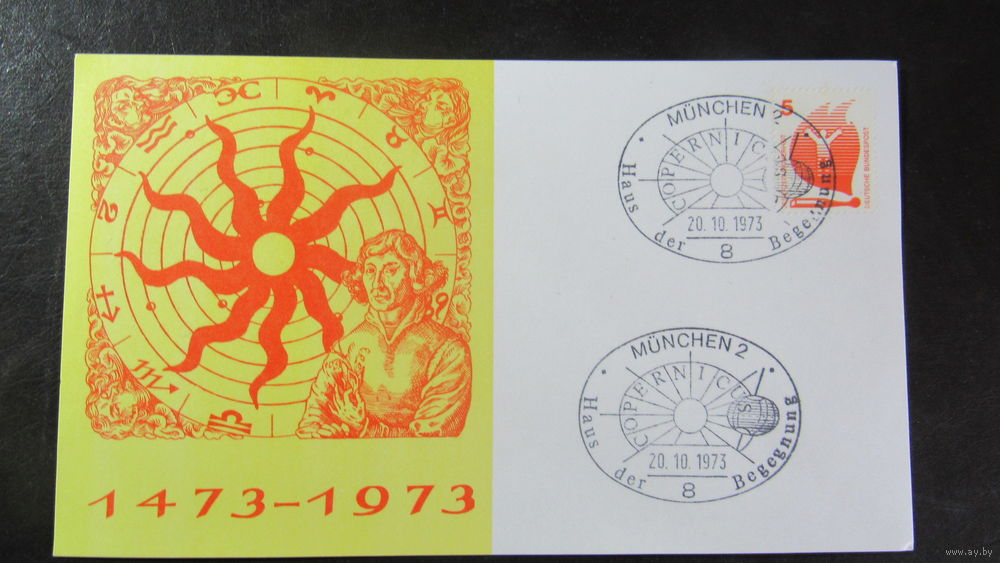 1473-1973
MÜNCHEN 2
COPERNICUS
20.10.1973
Haus der Begegnung
8
5
DEUTSCHE BUNDESPOST
MÜNCHEN 2
COPERNICUS
20.10.1973
Haus der Begegnung
8
www.ay.by